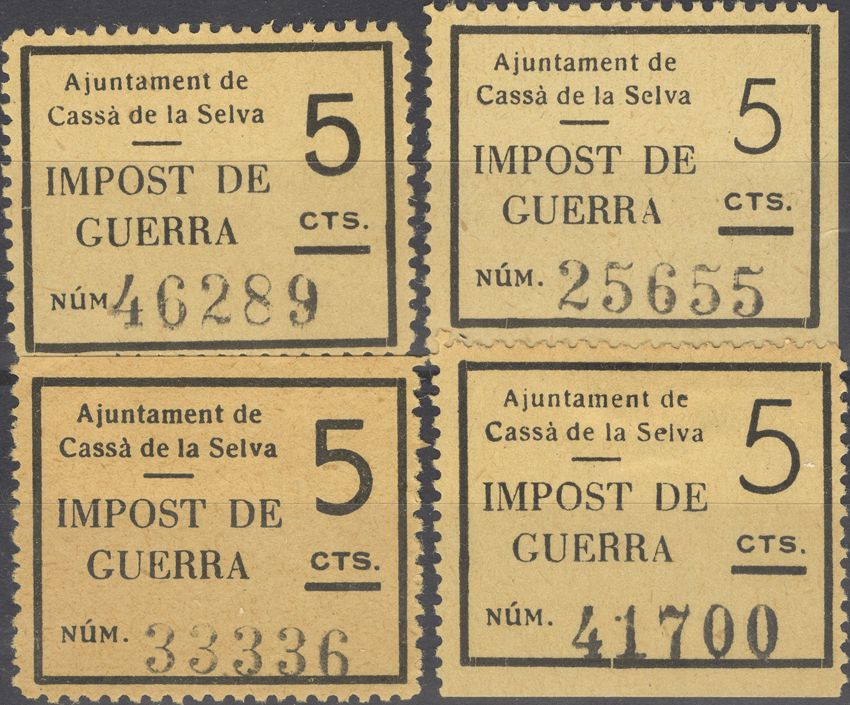 Ajuntament de
Cassà de la Selva
5
IMPOST DE
GUERRA
CTS.
NÚM. 46289
Ajuntament de
Cassà de la Selva
5
IMPOST DE
GUERRA
CTS.
NÚM. 25655
Ajuntament de
Cassà de la Selva
5
IMPOST DE
GUERRA
CTS.
NÚM. 33336
Ajuntament de
Cassà de la Selva
5
IMPOST DE
GUERRA
CTS.
NÚM. 41700